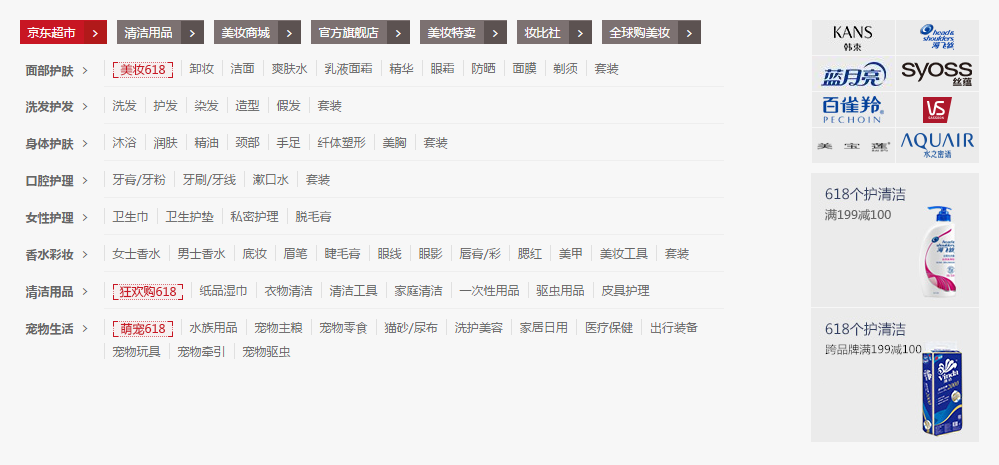 京东超市 > 清洁用品 > 美妆商城 > 官方旗舰店 > 美妆特卖 > 妆比社 > 全球购美妆 >
面部护肤 > 美妆618 卸妆 洁面 爽肤水 乳液面霜 精华 眼霜 防晒 面膜 剃须 套装
洗发护发 > 洗发 护发 染发 造型 假发 套装
身体护肤 > 沐浴 润肤 精油 颈部 手足 纤体塑形 美胸 套装
口腔护理 > 牙膏/牙粉 牙刷/牙线 漱口水 套装
女性护理 > 卫生巾 卫生护垫 私密护理 脱毛膏
香水彩妆 > 女士香水 男士香水 底妆 眉笔 睫毛膏 眼线 眼影 唇膏/彩 腮红 美甲 美妆工具 套装
清洁用品 > 狂欢购618 纸品湿巾 衣物清洁 清洁工具 家庭清洁 一次性用品 驱虫用品 皮具护理
宠物生活 > 萌宠618 水族用品 宠物主粮 宠物零食 猫砂/尿布 洗护美容 家居日用 医疗保健 出行装备
宠物玩具 宠物牵引 宠物驱虫
KANS
韩束
head& shoulders
海飞丝
蓝月亮
syoss
丝蕴
百雀羚
PECHOIN
VS
SASSOON
美宝莲
AQUAIR
水之密语
618个护清洁
满199减100
head& shoulders
海飞丝
618个护清洁
跨品牌满199减100
Vinda